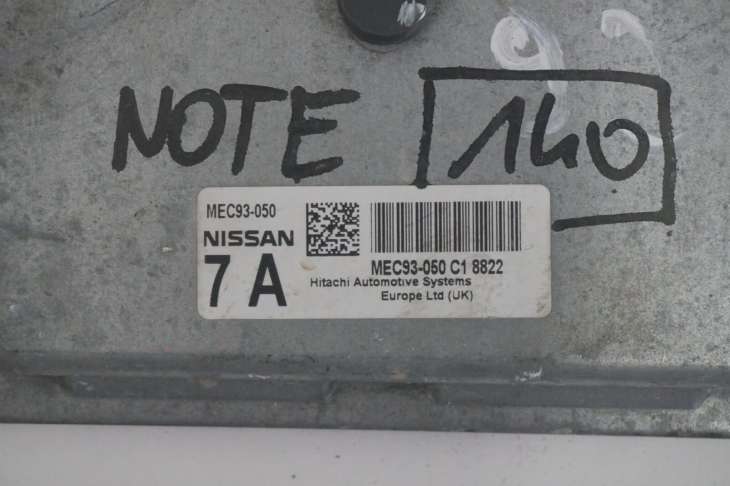 NOTE 140
MEC93-050
NISSAN
7 A
MEC93-050 C1 8822
Hitachi Automotive Systems
Europe Ltd (UK)